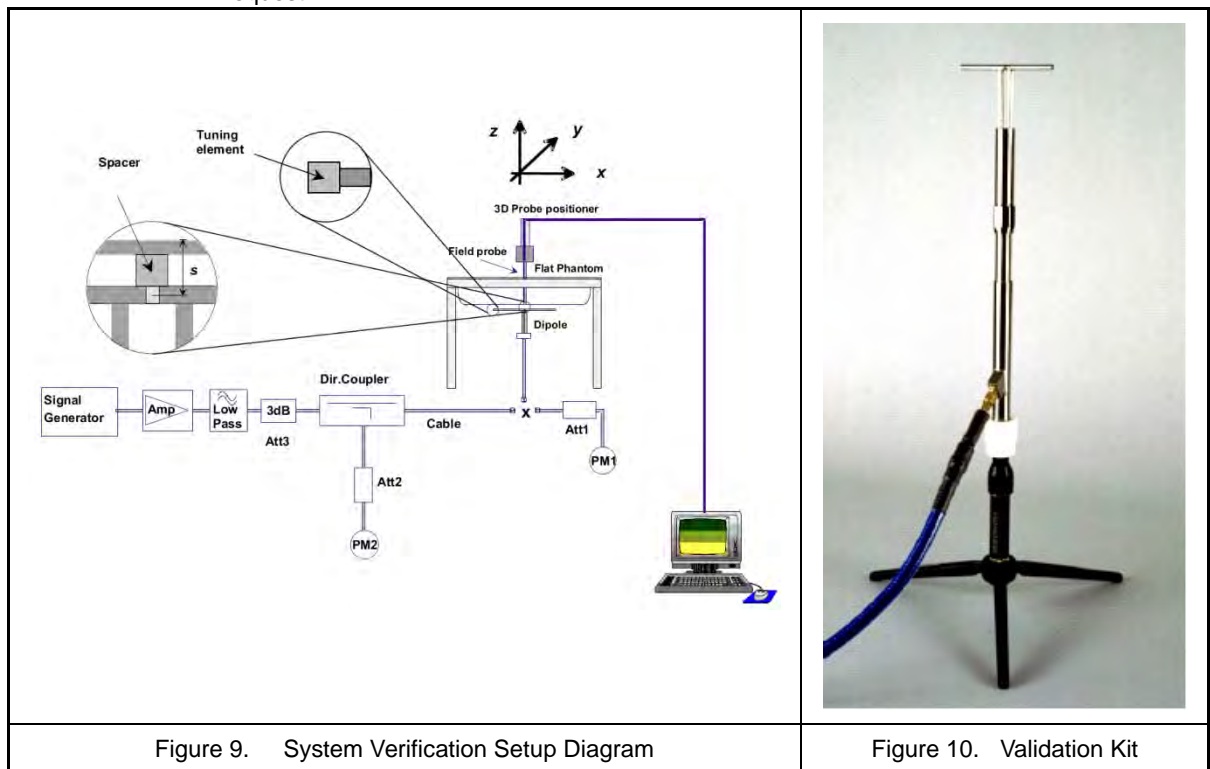 z
y
x
Tuning
element
Spacer
3D Probe positioner
Field probe
Flat Phantom
s
Dipole
Dir.Coupler
Signal
Generator
Amp
Low
Pass
3dB
Att3
Cable
x
Att1
PM1
Att2
PM2
Figure 9. System Verification Setup Diagram
Figure 10. Validation Kit